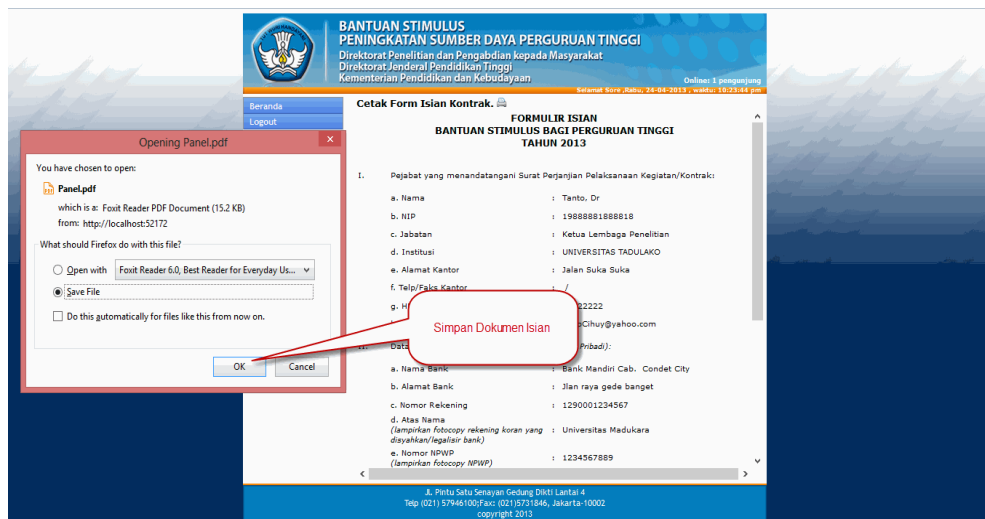 BANTUAN STIMULUS
PENINGKATAN SUMBER DAYA PERGURUAN TINGGI
Direktorat Penelitian dan Pengabdian kepada Masyarakat
Direktorat Jenderal Pendidikan Tinggi
Kementerian Pendidikan dan Kebudayaan
Online: 1 pengunjung
Selamat Sore ,Rabu, 24-04-2013 , waktu: 10:23:44 pm
Beranda
Logout
Cetak Form Isian Kontrak.
FORMULIR ISIAN
BANTUAN STIMULUS BAGI PERGURUAN TINGGI
TAHUN 2013
I. Pejabat yang menandatangani Surat Perjanjian Pelaksanaan Kegiatan/Kontrak:
a. Nama : Tanto, Dr
b. NIP : 19888881888818
c. Jabatan : Ketua Lembaga Penelitian
d. Institusi : UNIVERSITAS TADULAKO
e. Alamat Kantor : Jalan Suka Suka
f. Telp/Faks Kantor : /
g. H 22222
Cihuy@yahoo.com
Pribadi):
a. Nama Bank : Bank Mandiri Cab. Condet City
b. Alamat Bank : Jlan raya gede banget
c. Nomor Rekening : 1290001234567
d. Atas Nama
(lampirkan fotocopy rekening koran yang : Universitas Madukara
disyahkan/legalisir bank)
e. Nomor NPWP : 1234567889
(lampirkan fotocopy NPWP)
Opening Panel.pdf
You have chosen to open:
Panel.pdf
which is a: Foxit Reader PDF Document (15.2 KB)
from: http://localhost:52172
What should Firefox do with this file?
Open with Foxit Reader 6.0, Best Reader for Everyday Us...
Save File
Do this automatically for files like this from now on.
OK Cancel
Simpan Dokumen Isian
Jl. Pintu Satu Senayan Gedung Dikti Lantai 4
Telp (021) 57946100;Fax: (021)5731846, Jakarta-10002
copyright 2013